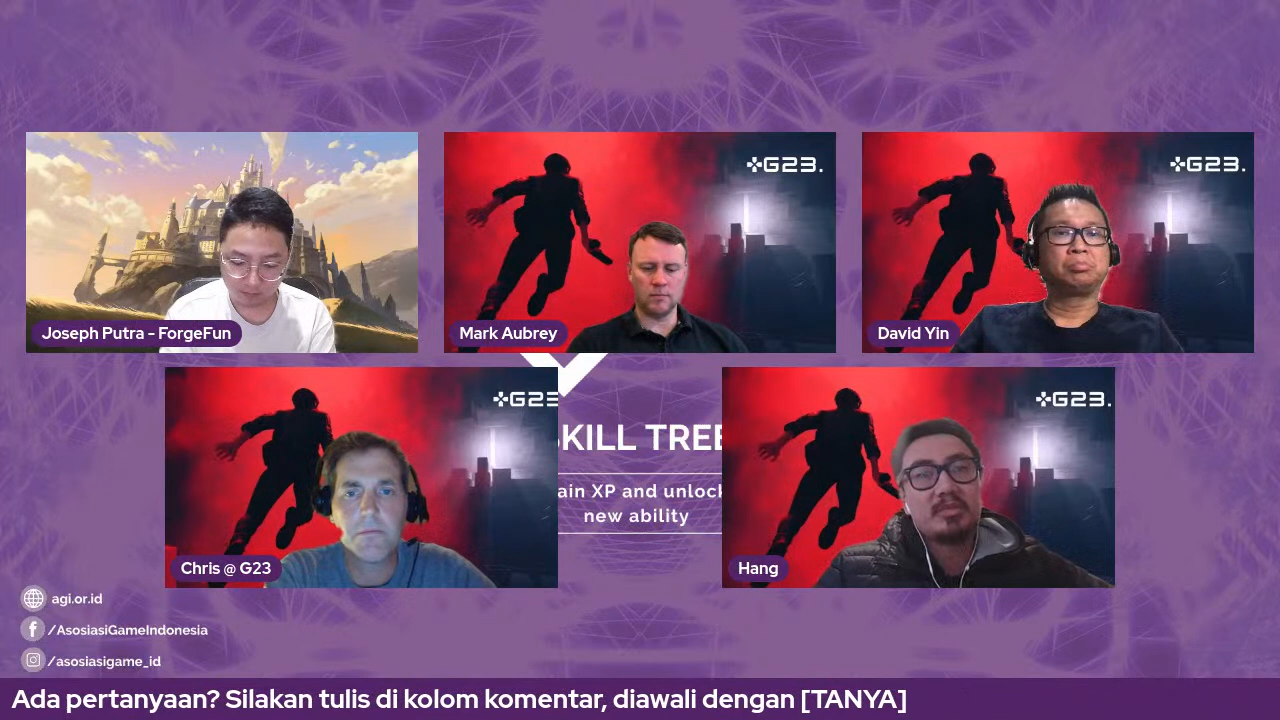 G23.
G23.
Joseph Putra - ForgeFun
Mark Aubrey
David Yin
G23
G23.
SKILL TREE
ain XP and unlock
new ability
Chris @ G23
Hang
agi.or.id
/AsosiasiGameIndonesia
/asosiasigame_id
Ada pertanyaan? Silakan tulis di kolom komentar, diawali dengan [TANYA]